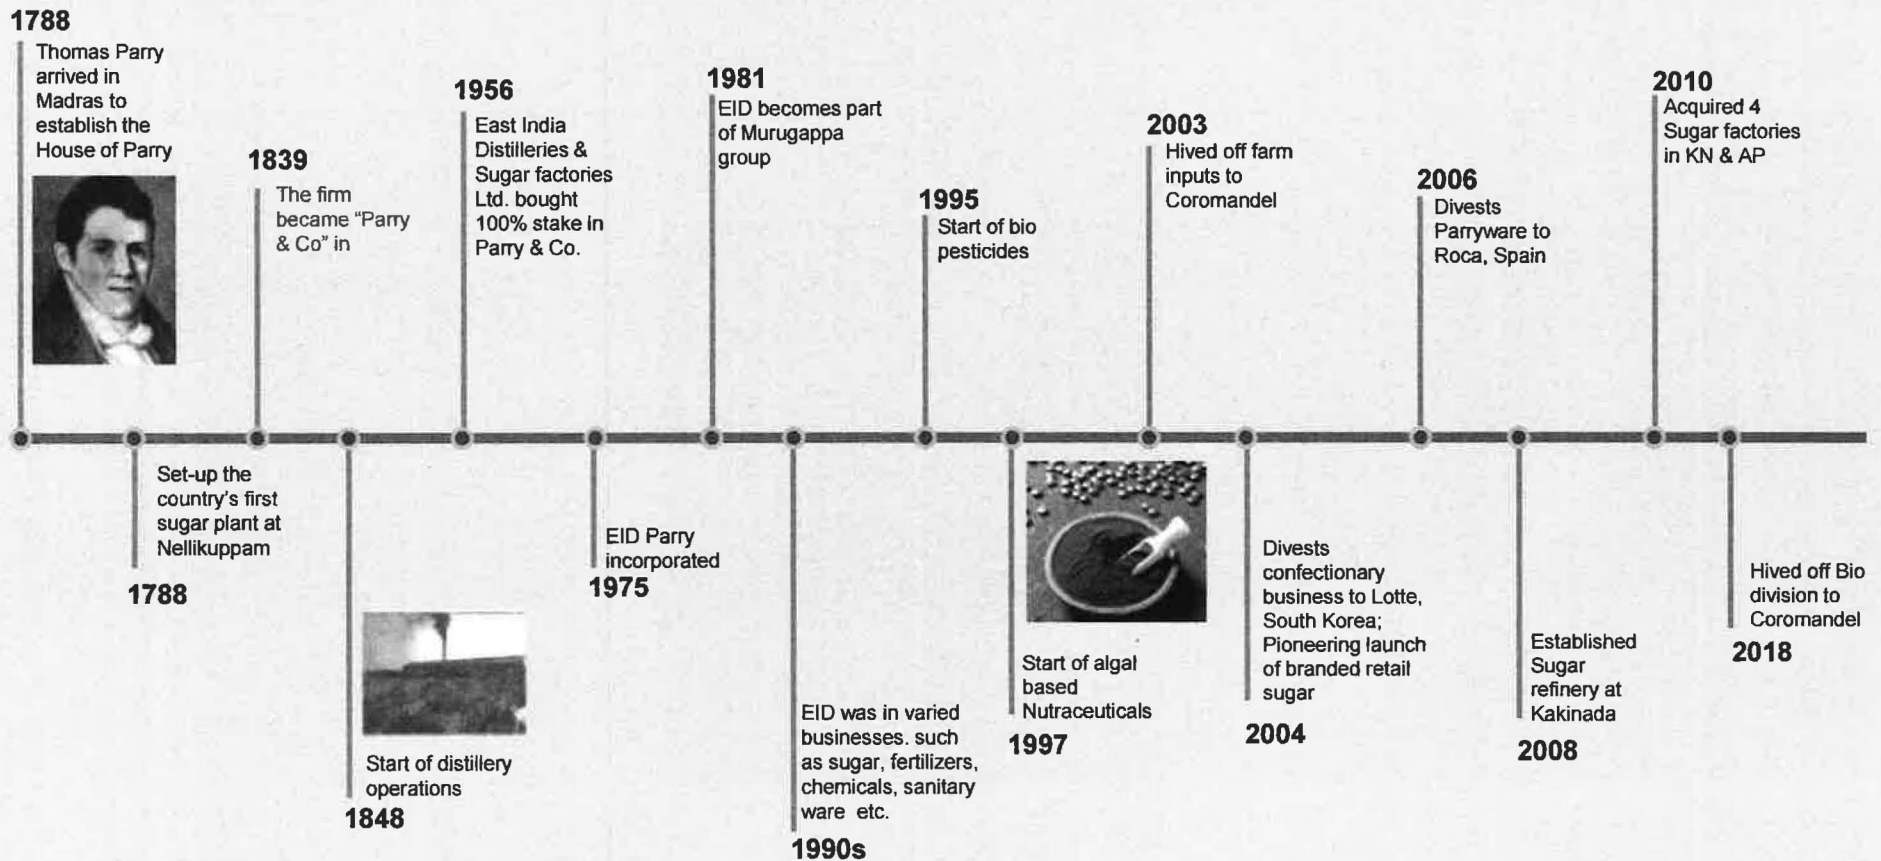 1788
Thomas Parry
arrived in
Madras to
establish the
House of Parry
Set-up the
country's first
sugar plant at
Nellikuppam
1788
1839
The firm
became “Parry
& Co” in
Start of distillery
operations
1848
1956
East India
Distilleries &
Sugar factories
Ltd. bought
100% stake in
Parry & Co.
EID Parry
incorporated
1975
1981
EID becomes part
of Murugappa
group
EID was in varied
businesses. such
as sugar, fertilizers,
chemicals, sanitary
ware etc.
1990s
1995
Start of bio
pesticides
Start of algal
based
Nutraceuticals
1997
2003
Hived off farm
inputs to
Coromandel
Divests
confectionary
business to Lotte,
South Korea;
Pioneering launch
of branded retail
sugar
2004
2006
Divests
Parryware to
Roca, Spain
Established
Sugar
refinery at
Kakinada
2008
2010
Acquired 4
Sugar factories
in KN & AP
Hived off Bio
division to
Coromandel
2018